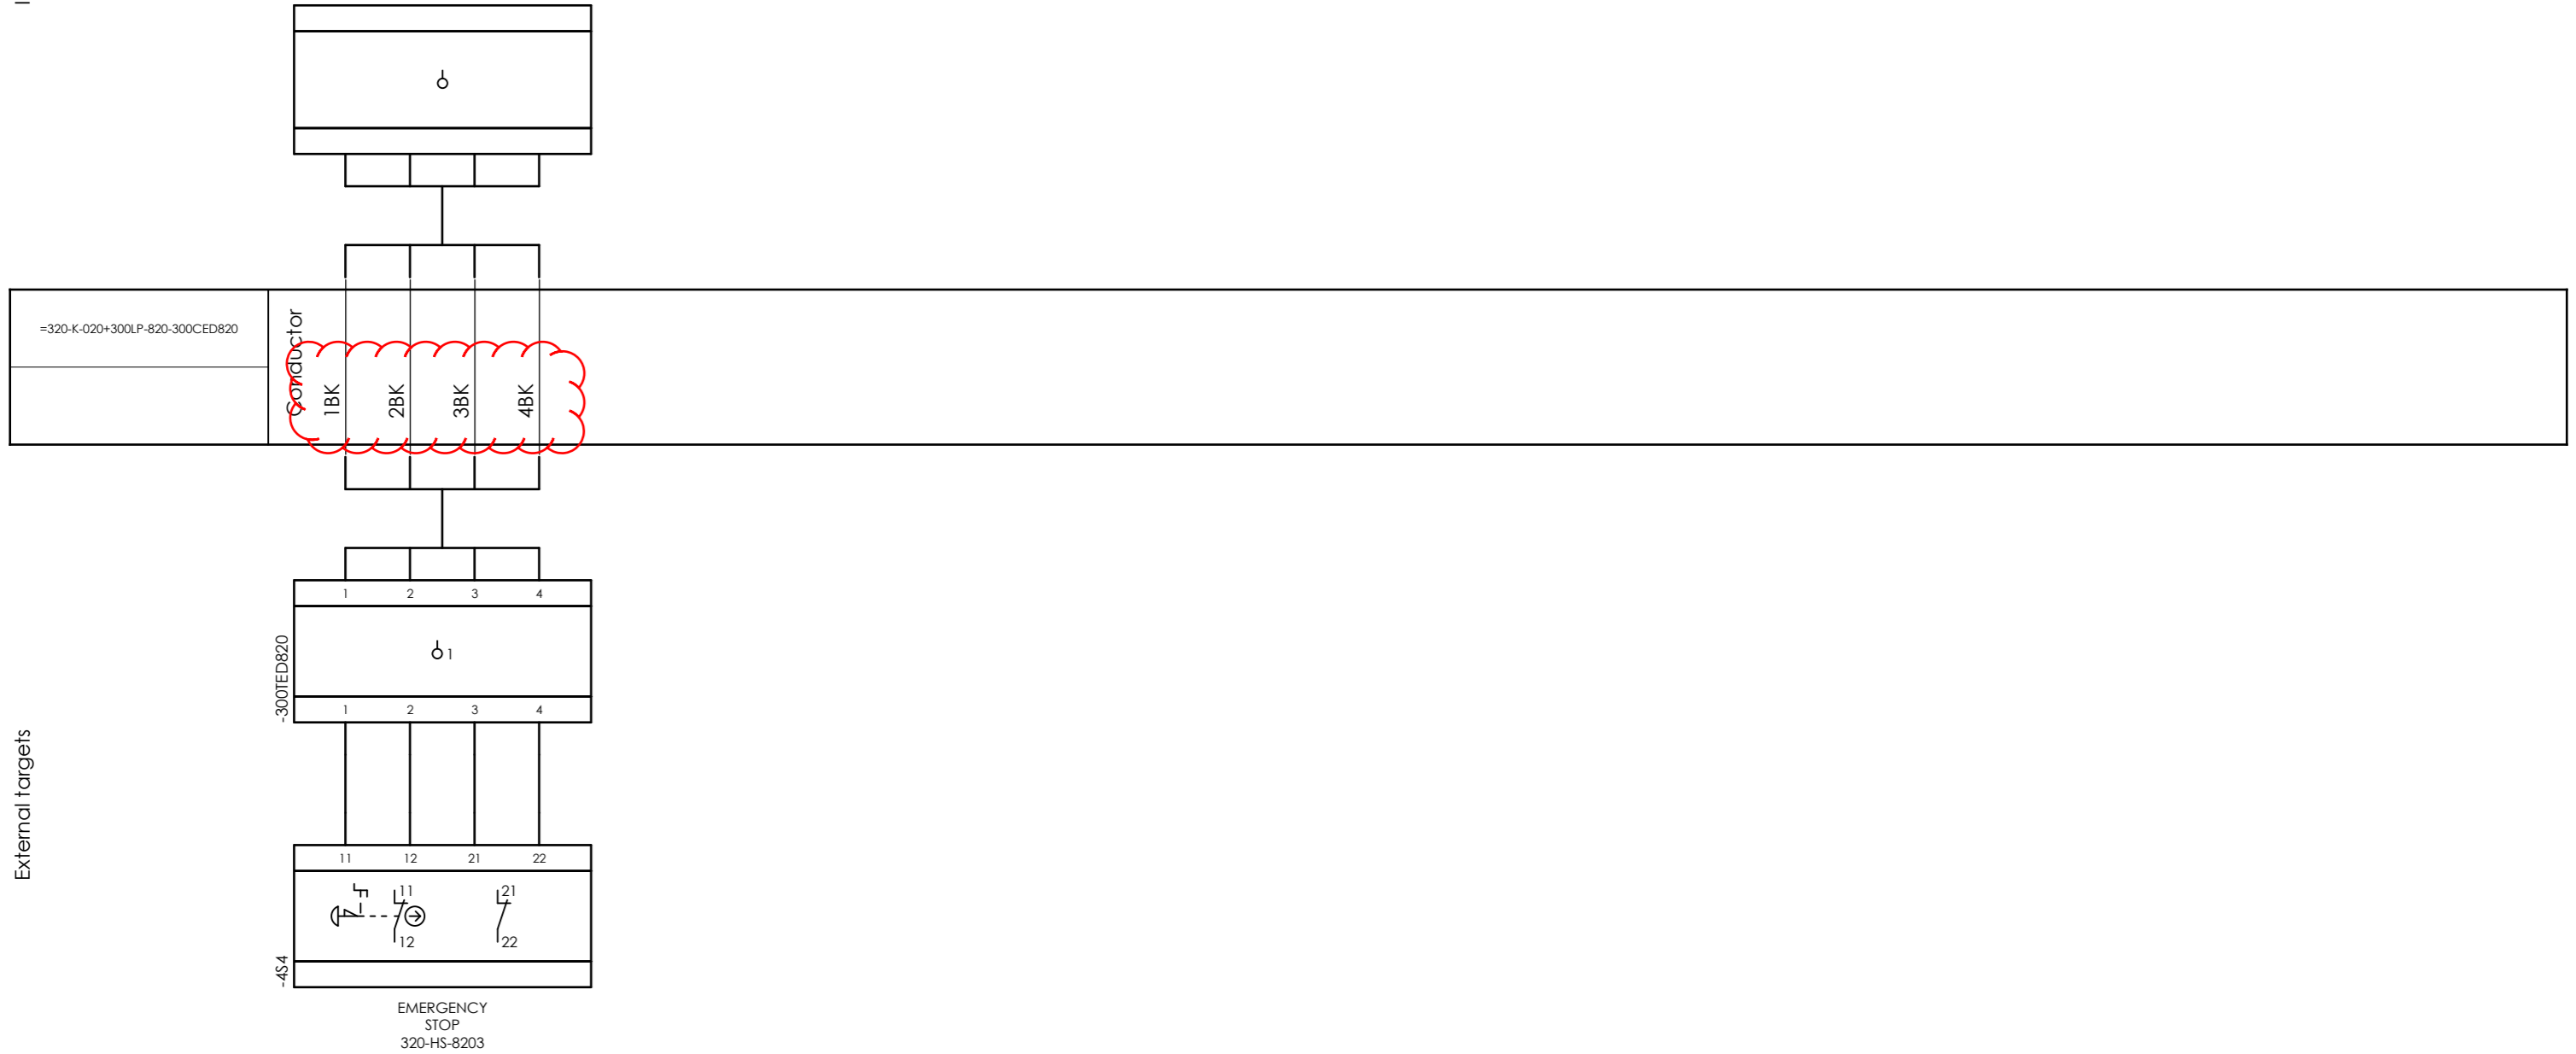 =320-K-020+300LP-820-300CED820
Conductor
1BK
2BK
3BK
4BK
1 2 3 4
-300TED820
1
1 2 3 4
External targets
11 12 21 22
11
21
12
22
-4S4
EMERGENCY
STOP
320-HS-8203